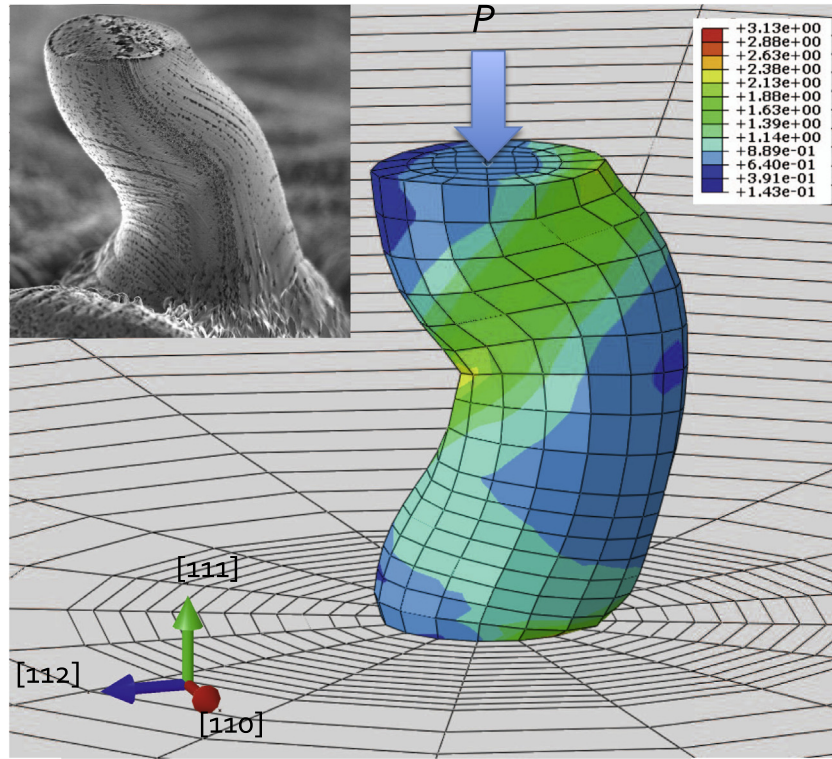 P
+3.13e+00
+2.88e+00
+2.63e+00
+2.38e+00
+2.13e+00
+1.88e+00
+1.63e+00
+1.39e+00
+1.14e+00
+8.89e-01
+6.40e-01
+3.91e-01
+1.43e-01
[111]
[112]
[110]